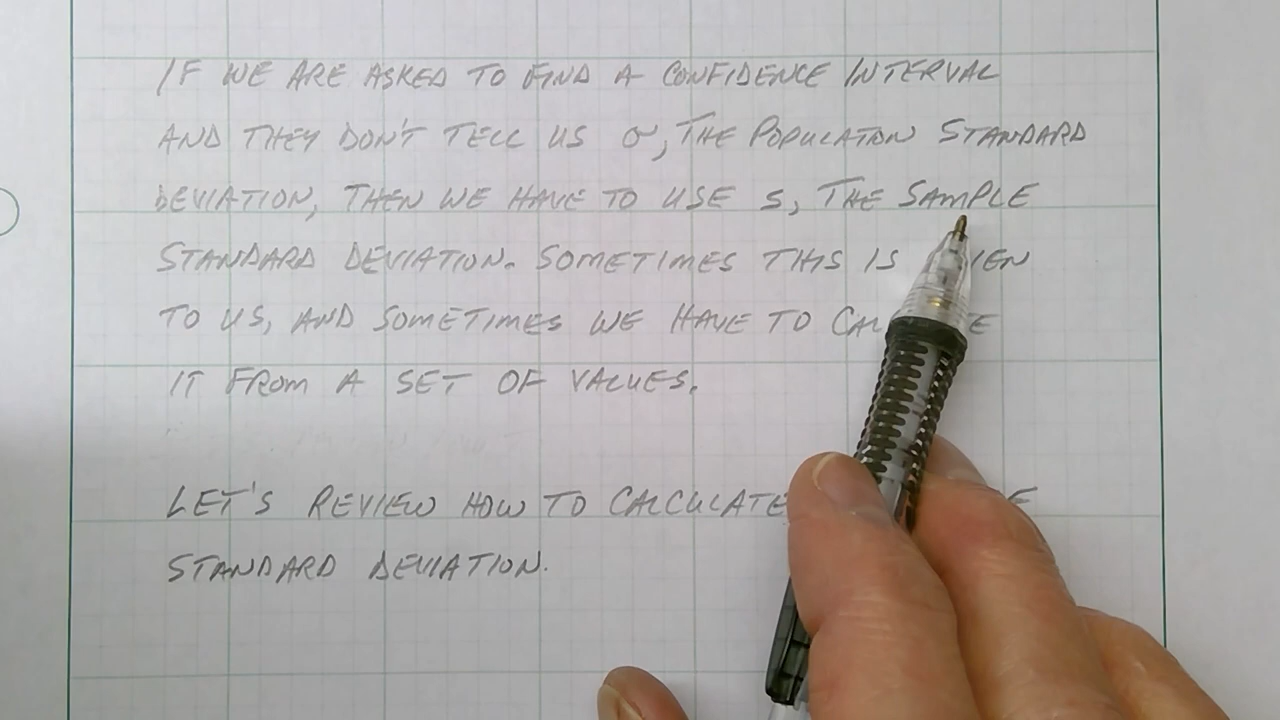 IF WE ARE ASKED TO FIND A CONFIDENCE INTERVAL
AND THEY DON'T TELL US σ, THE POPULATION STANDARD
DEVIATION, THEN WE HAVE TO USE S, THE SAMPLE
STANDARD DEVIATION. SOMETIMES THIS IS
TO US, AND SOMETIMES WE HAVE TO
IT FROM A SET OF VALUES.
LET'S REVIEW HOW TO CALCULATE
STANDARD DEVIATION.